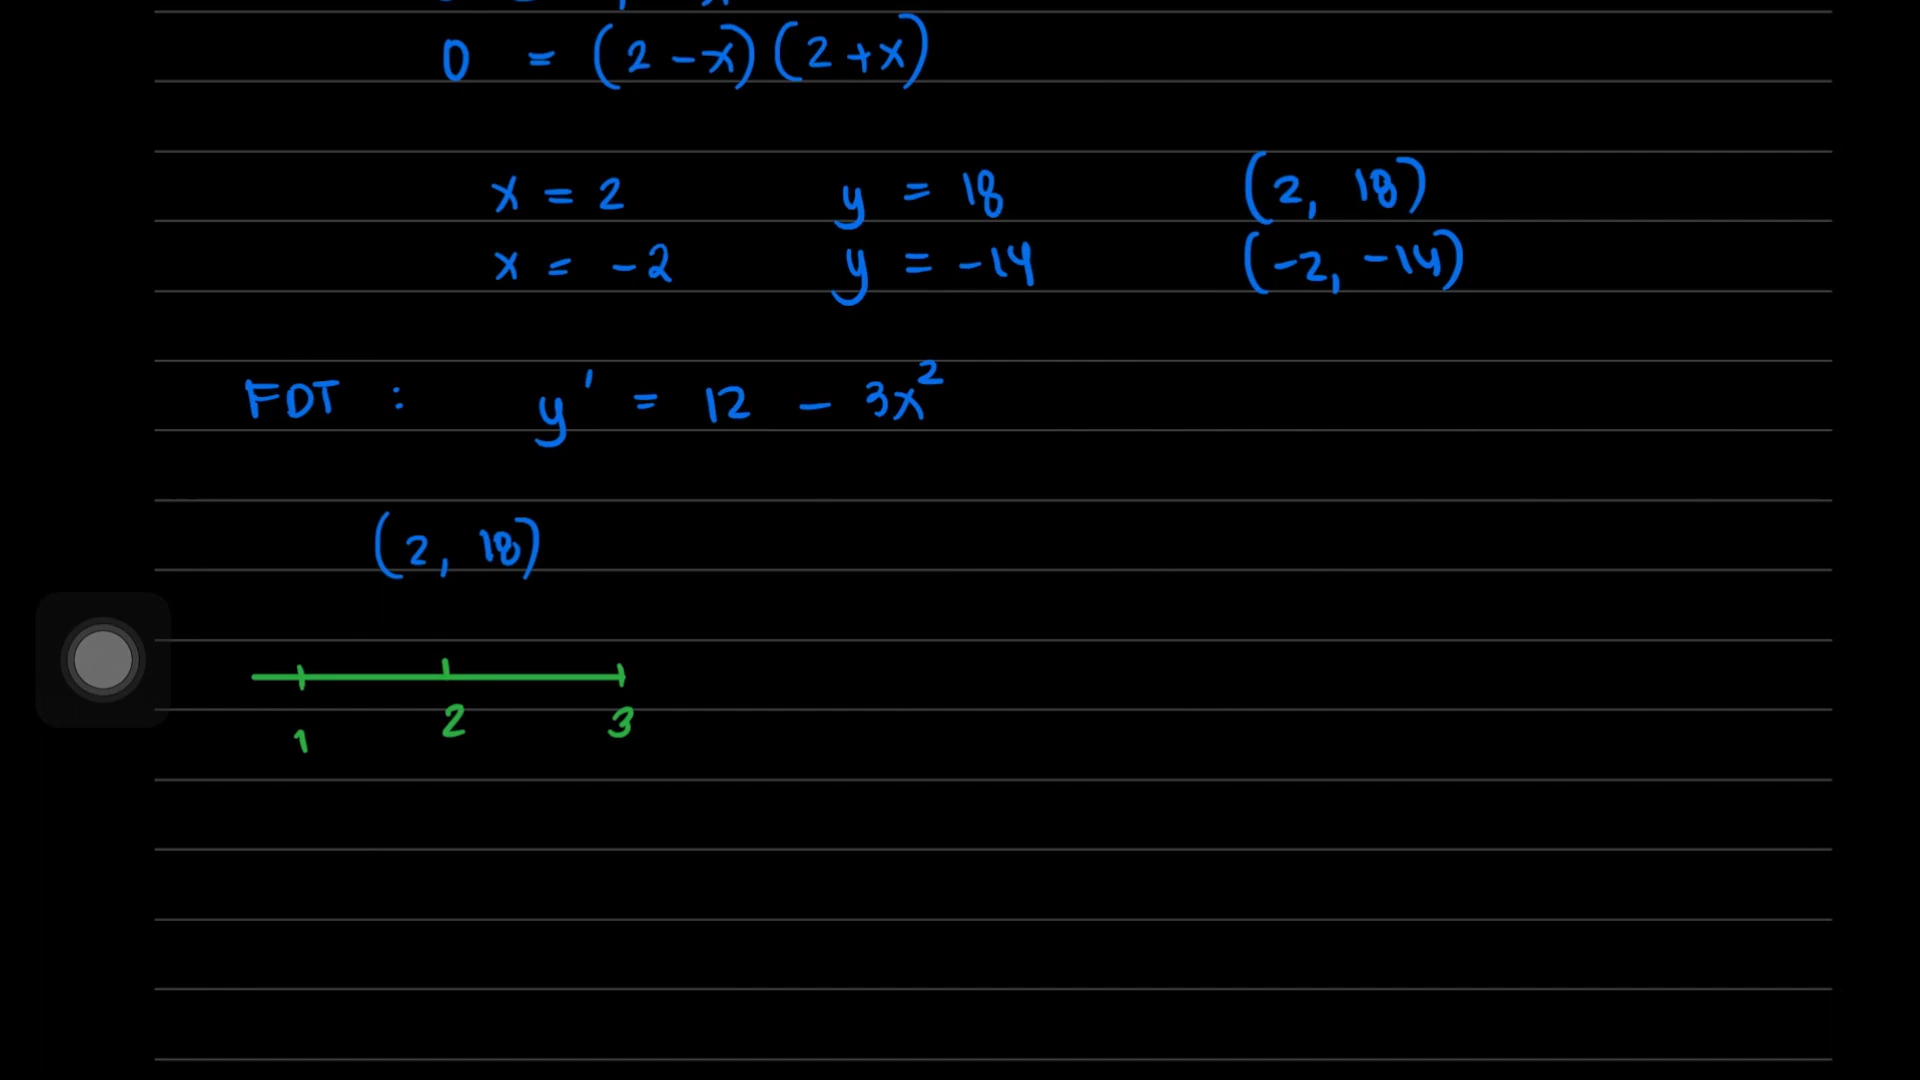 0 = (2 - x)(2 + x)
x = 2 y = 18 (2, 18)
x = -2 y = -14 (-2, -14)
FDT : y' = 12 - 3x²
(2, 18)
1 2 3